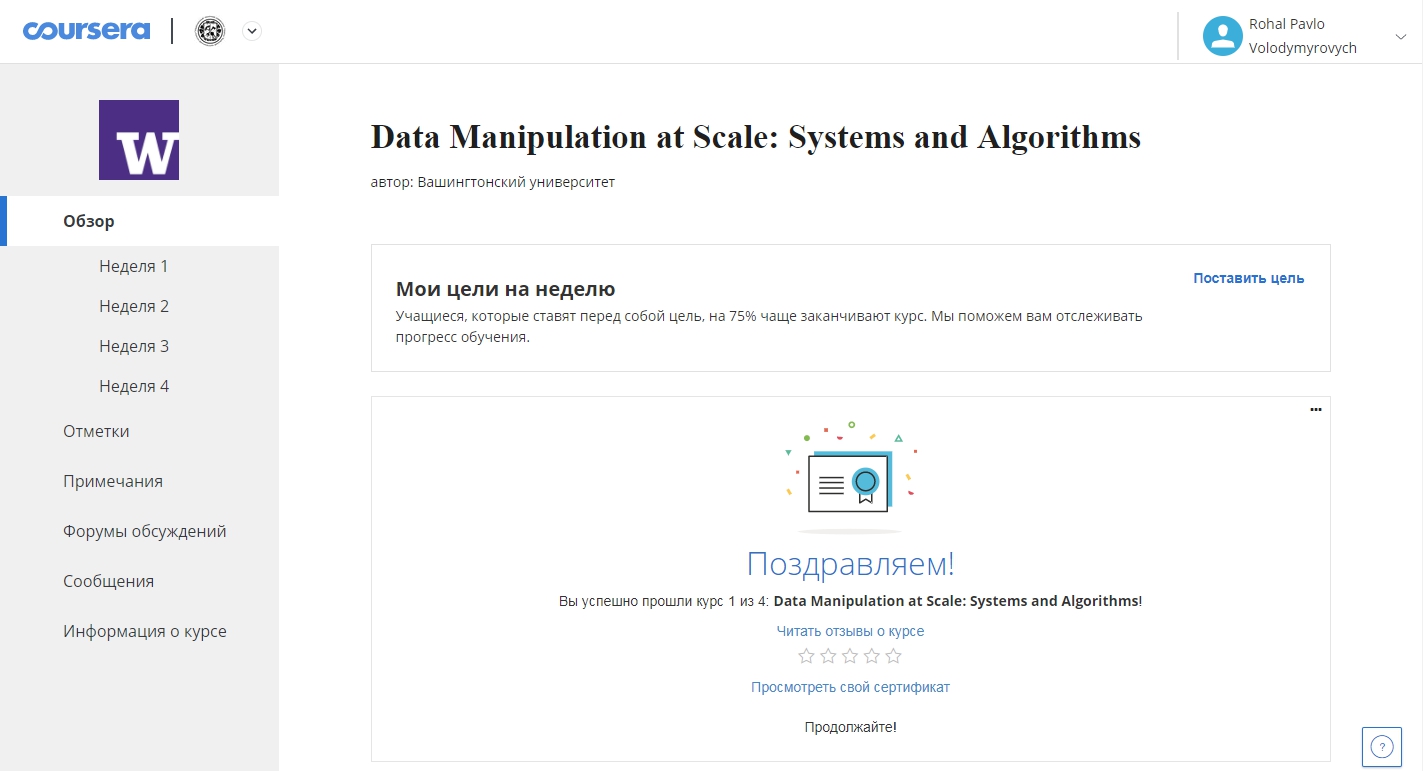 coursera
Rohal Pavlo
Volodymyrovych
W
Обзор
Неделя 1
Неделя 2
Неделя 3
Неделя 4
Отметки
Примечания
Форумы обсуждений
Сообщения
Информация о курсе
Data Manipulation at Scale: Systems and Algorithms
автор: Вашингтонский университет
Мои цели на неделю
Поставить цель
Учащиеся, которые ставят перед собой цель, на 75% чаще заканчивают курс. Мы поможем вам отслеживать
прогресс обучения.
Поздравляем!
Вы успешно прошли курс 1 из 4: Data Manipulation at Scale: Systems and Algorithms!
Читать отзывы о курсе
Просмотреть свой сертификат
Продолжайте!
?